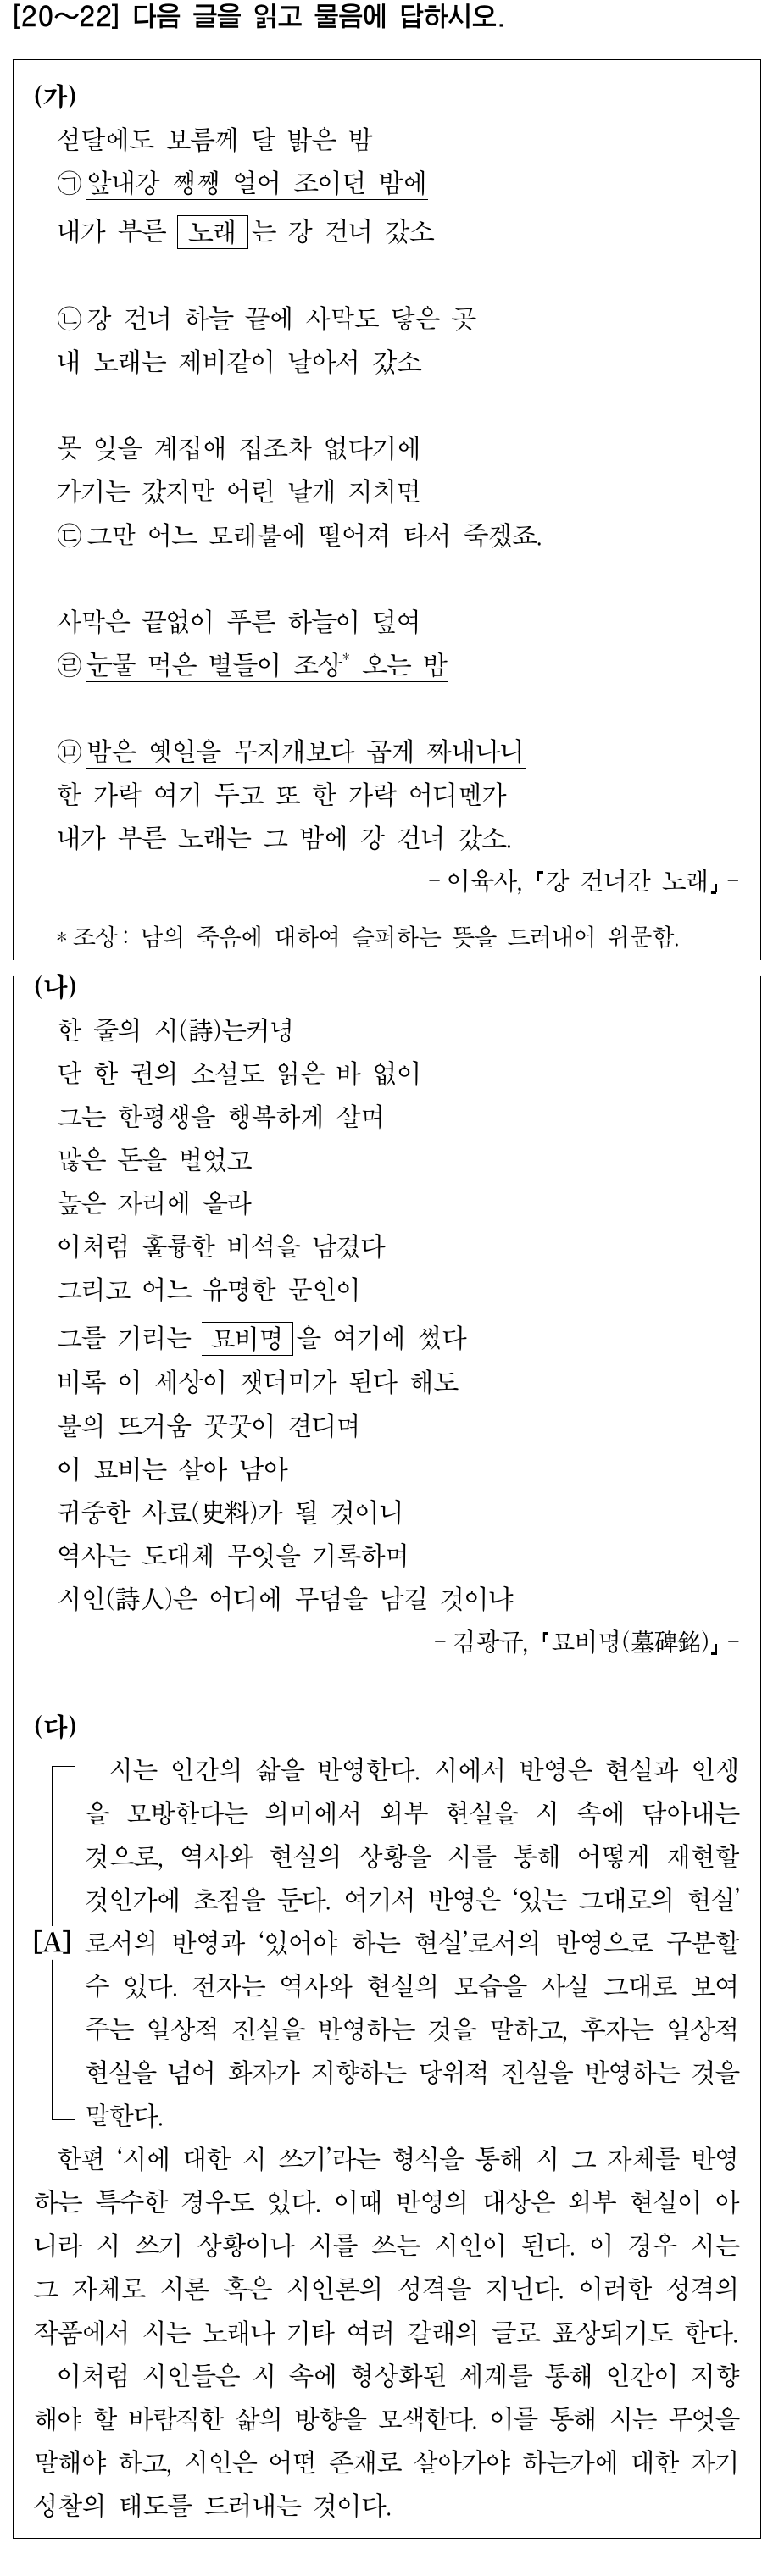 [20～22] 다음 글을 읽고 물음에 답하시오.
(가)
섣달에도 보름께 달 밝은 밤
㉠ 앞내강 쨍쨍 얼어 조이던 밤에
내가 부른 노래는 강 건너 갔소
㉡ 강 건너 하늘 끝에 사막도 닿은 곳
내 노래는 제비같이 날아서 갔소
못 잊을 계집애 집조차 없다기에
가기는 갔지만 어린 날개 지치면
㉢ 그만 어느 모래불에 떨어져 타서 죽겠죠.
사막은 끝없이 푸른 하늘이 덮여
㉣ 눈물 먹은 별들이 조상* 오는 밤
㉤ 밤은 옛일을 무지개보다 곱게 짜내나니
한 가락 여기 두고 또 한 가락 어디멘가
내가 부른 노래는 그 밤에 강 건너 갔소.
- 이육사, 「강 건너간 노래」 -
* 조상 : 남의 죽음에 대하여 슬퍼하는 뜻을 드러내어 위문함.
(나)
한 줄의 시(詩)는커녕
단 한 권의 소설도 읽은 바 없이
그는 한평생을 행복하게 살며
많은 돈을 벌었고
높은 자리에 올라
이처럼 훌륭한 비석을 남겼다
그리고 어느 유명한 문인이
그를 기리는 묘비명을 여기에 썼다
비록 이 세상이 잿더미가 된다 해도
불의 뜨거움 꿋꿋이 견디며
이 묘비는 살아 남아
귀중한 사료(史料)가 될 것이니
역사는 도대체 무엇을 기록하며
시인(詩人)은 어디에 무덤을 남길 것이냐
- 김광규, 「묘비명(墓碑銘)」 -
(다)
시는 인간의 삶을 반영한다. 시에서 반영은 현실과 인생
을 모방한다는 의미에서 외부 현실을 시 속에 담아내는
것으로, 역사와 현실의 상황을 시를 통해 어떻게 재현할
것인가에 초점을 둔다. 여기서 반영은 ‘있는 그대로의 현실’
[A] 로서의 반영과 ‘있어야 하는 현실’로서의 반영으로 구분할
수 있다. 전자는 역사와 현실의 모습을 사실 그대로 보여
주는 일상적 진실을 반영하는 것을 말하고, 후자는 일상적
현실을 넘어 화자가 지향하는 당위적 진실을 반영하는 것을
말한다.
한편 ‘시에 대한 시 쓰기’라는 형식을 통해 시 그 자체를 반영
하는 특수한 경우도 있다. 이때 반영의 대상은 외부 현실이 아
니라 시 쓰기 상황이나 시를 쓰는 시인이 된다. 이 경우 시는
그 자체로 시론 혹은 시인론의 성격을 지닌다. 이러한 성격의
작품에서 시는 노래나 기타 여러 갈래의 글로 표상되기도 한다.
이처럼 시인들은 시 속에 형상화된 세계를 통해 인간이 지향
해야 할 바람직한 삶의 방향을 모색한다. 이를 통해 시는 무엇을
말해야 하고, 시인은 어떤 존재로 살아가야 하는가에 대한 자기
성찰의 태도를 드러내는 것이다.